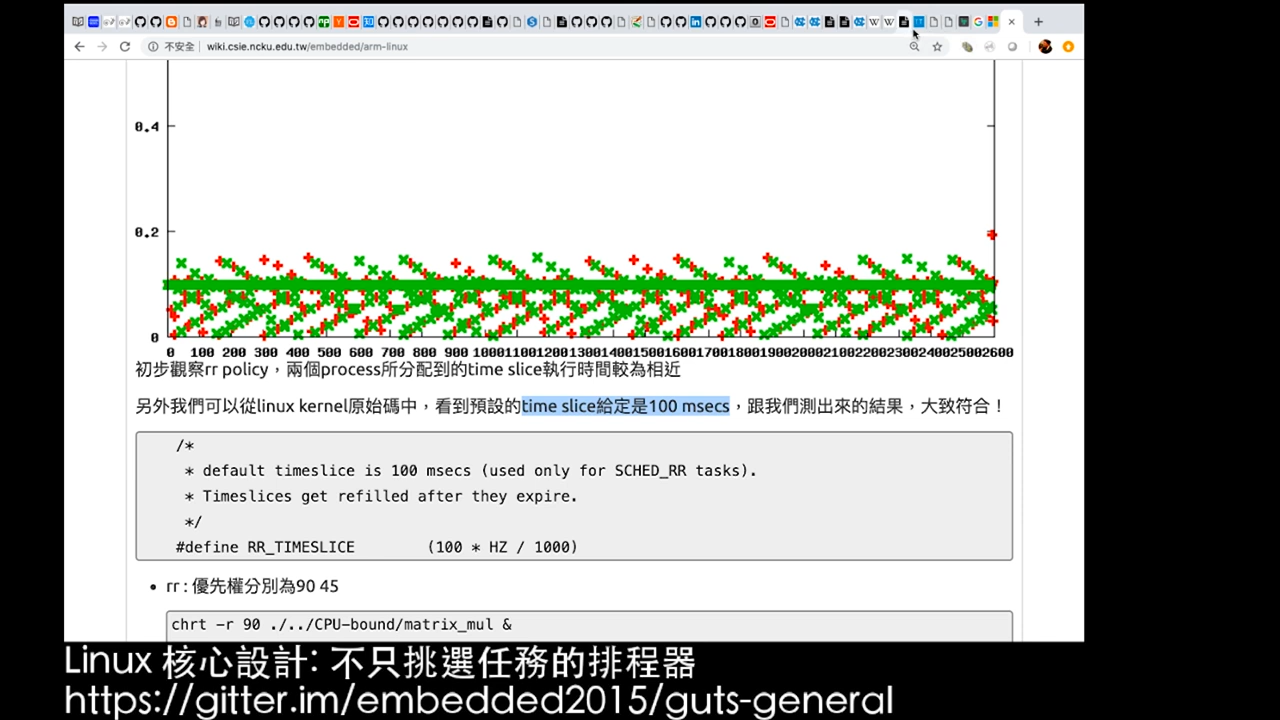 不安全 wiki.csie.ncku.edu.tw/embedded/arm-linux
0.4
0.2
0
0 100 200 300 400 500 600 700 800 900 1000 1100 1200 1300 1400 1500 1600 1700 1800 1900 2000 2100 2200 2300 2400 2500 2600
初步觀察rr policy，兩個process所分配到的time slice執行時間較為相近
另外我們可以從linux kernel原始碼中，看到預設的time slice給定是100 msecs，跟我們測出來的結果，大致符合！
/*
* default timeslice is 100 msecs (used only for SCHED_RR tasks).
* Timeslices get refilled after they expire.
*/
#define RR_TIMESLICE (100 * HZ / 1000)
• rr : 優先權分別為90 45
chrt -r 90 ./../CPU-bound/matrix_mul &
Linux 核心設計: 不只挑選任務的排程器
https://gitter.im/embedded2015/guts-general